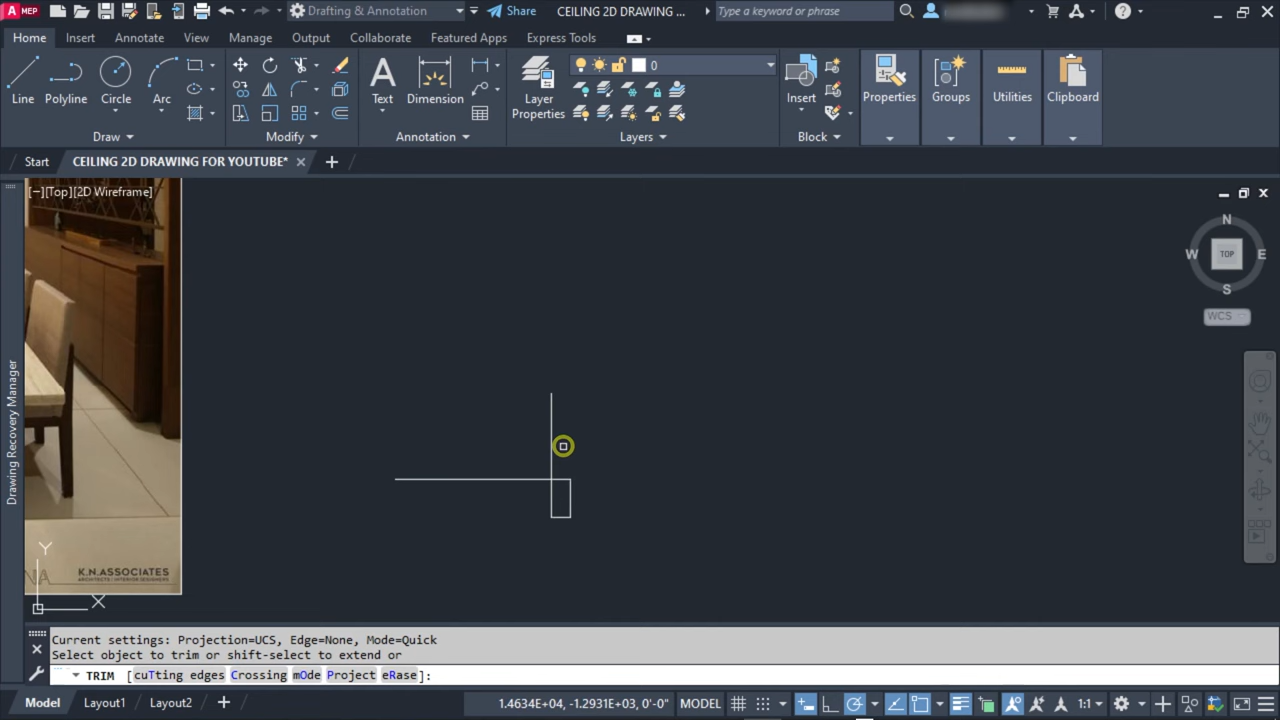 A MEP
Drafting & Annotation
Share
CEILING 2D DRAWING ...
Type a keyword or phrase
Home Insert Annotate View Manage Output Collaborate Featured Apps Express Tools
Line Polyline Circle Arc
Draw
Modify
Text Dimension
Annotation
Layer Properties
0
Layers
Insert
Block
Properties Groups Utilities Clipboard
Start CEILING 2D DRAWING FOR YOUTUBE*
[−][Top][2D Wireframe]
N
W TOP E
S
WCS
Drawing Recovery Manager
NA K.N.ASSOCIATES
ARCHITECTS | INTERIOR DESIGNERS
Y
X
Current settings: Projection=UCS, Edge=None, Mode=Quick
Select object to trim or shift-select to extend or
TRIM [cuTting edges Crossing mOde Project eRase]:
Model Layout1 Layout2
1.4634E+04, -1.2931E+03, 0'-0" MODEL 1:1